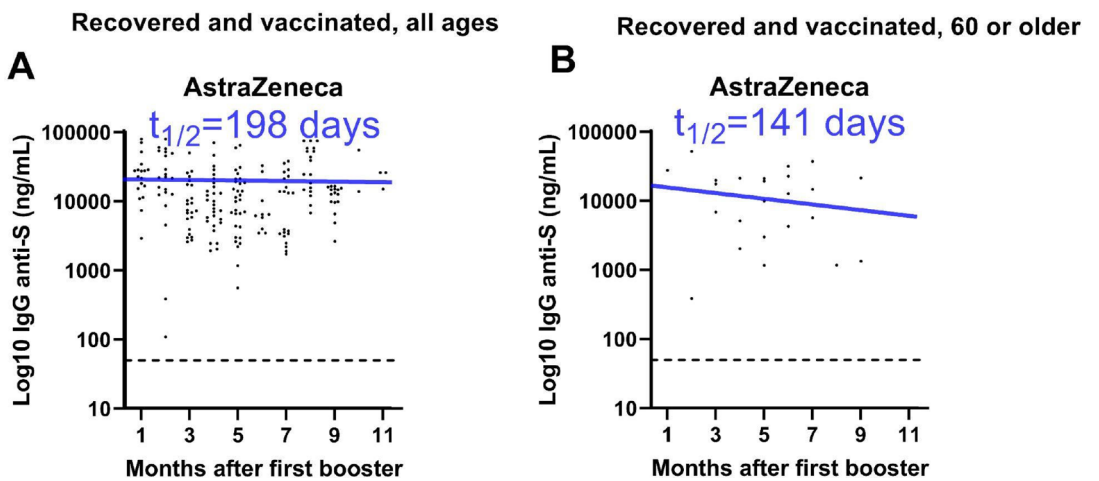 Recovered and vaccinated, all ages
A
AstraZeneca
t1/2=198 days
Log10 IgG anti-S (ng/mL)
100000
10000
1000
100
10
1 3 5 7 9 11
Months after first booster
Recovered and vaccinated, 60 or older
B
AstraZeneca
t1/2=141 days
Log10 IgG anti-S (ng/mL)
100000
10000
1000
100
10
1 3 5 7 9 11
Months after first booster